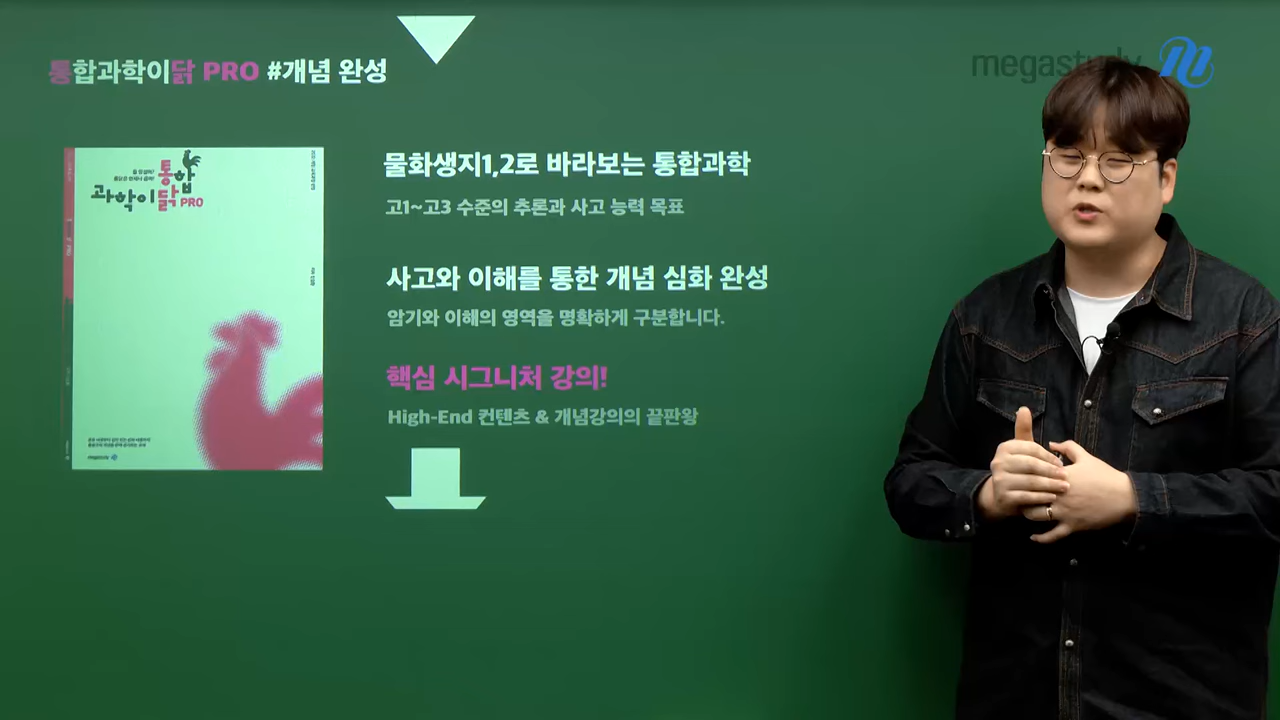 통합과학이닭 PRO #개념 완성
megastudy
통합
과학이닭 PRO
물화생지1,2로 바라보는 통합과학
고1~고3 수준의 추론과 사고 능력 목표
사고와 이해를 통한 개념 심화 완성
암기와 이해의 영역을 명확하게 구분합니다.
핵심 시그니처 강의!
High-End 컨텐츠 & 개념강의의 끝판왕
megastudy